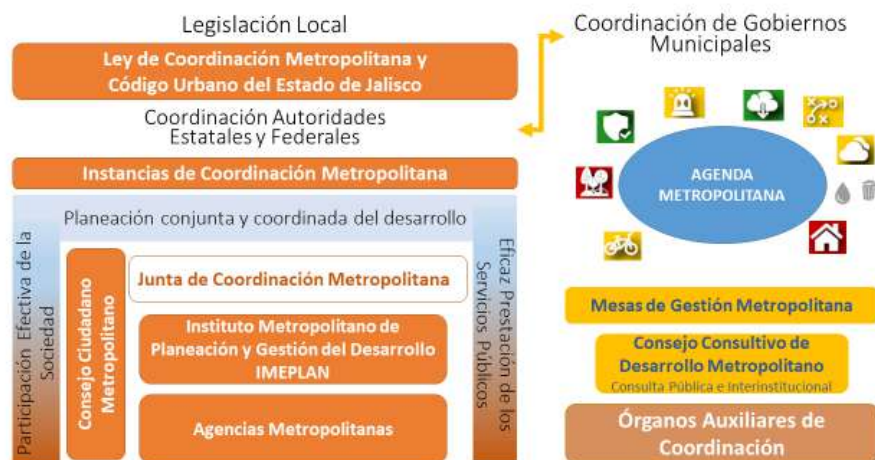 Legislación Local
Ley de Coordinación Metropolitana y
Código Urbano del Estado de Jalisco
Coordinación Autoridades
Estatales y Federales
Instancias de Coordinación Metropolitana
Participación Efectiva de la
Sociedad
Planeación conjunta y coordinada del desarrollo
Consejo Ciudadano
Metropolitano
Junta de Coordinación Metropolitana
Instituto Metropolitano de
Planeación y Gestión del Desarrollo
IMEPLAN
Agencias Metropolitanas
Eficaz Prestación de los
Servicios Públicos
Coordinación de Gobiernos
Municipales
AGENDA
METROPOLITANA
Mesas de Gestión Metropolitana
Consejo Consultivo de
Desarrollo Metropolitano
Consulta Pública e Interinstitucional
Órganos Auxiliares de
Coordinación